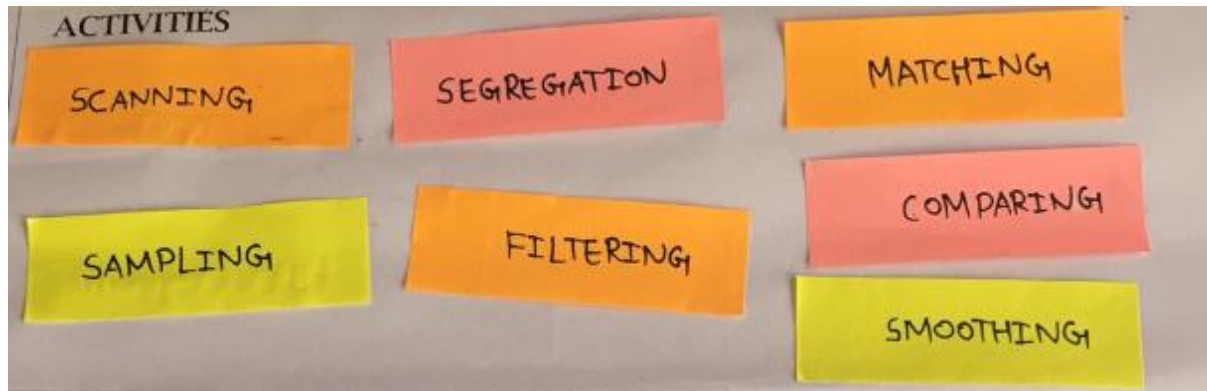 ACTIVITIES
SCANNING
SEGREGATION
MATCHING
SAMPLING
FILTERING
COMPARING
SMOOTHING